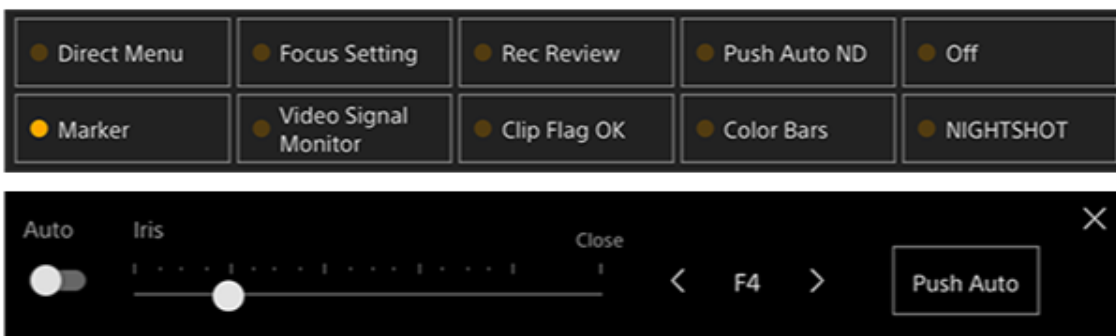 Direct Menu
Focus Setting
Rec Review
Push Auto ND
Off
Marker
Video Signal
Monitor
Clip Flag OK
Color Bars
NIGHTSHOT
Auto
Iris
Close
F4
Push Auto